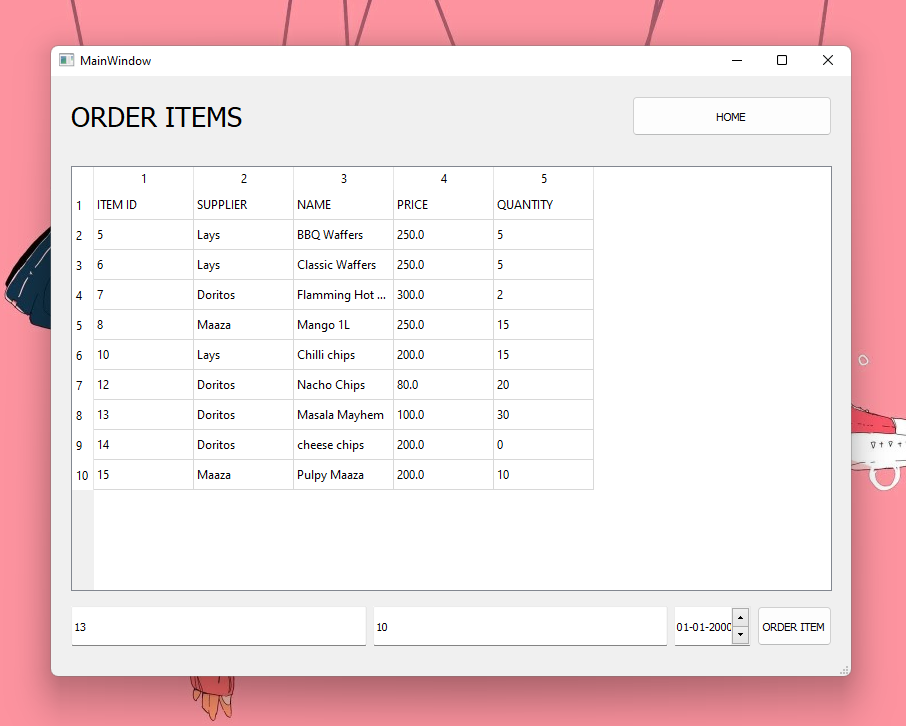 MainWindow
ORDER ITEMS
HOME
1 2 3 4 5
1 ITEM ID SUPPLIER NAME PRICE QUANTITY
2 5 Lays BBQ Waffers 250.0 5
3 6 Lays Classic Waffers 250.0 5
4 7 Doritos Flamming Hot ... 300.0 2
5 8 Maaza Mango 1L 250.0 15
6 10 Lays Chilli chips 200.0 15
7 12 Doritos Nacho Chips 80.0 20
8 13 Doritos Masala Mayhem 100.0 30
9 14 Doritos cheese chips 200.0 0
10 15 Maaza Pulpy Maaza 200.0 10
13 10 01-01-2000 ORDER ITEM